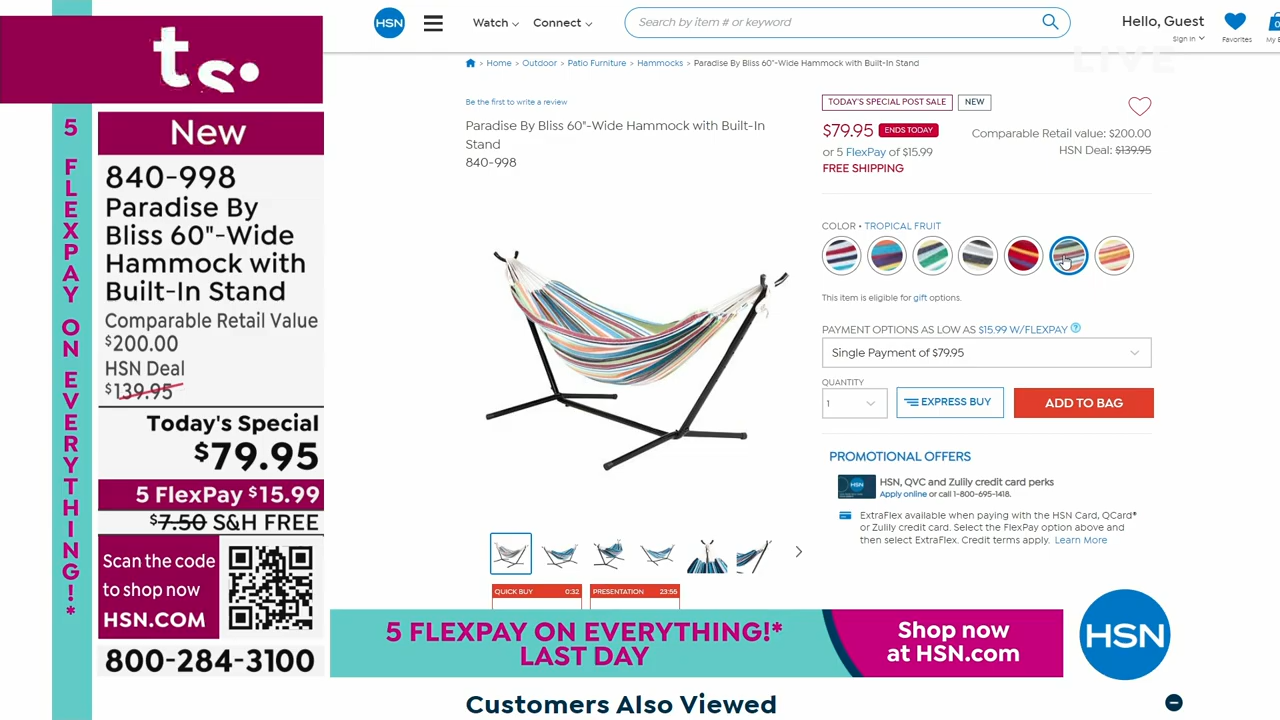 ts.
5 FLEXPAY ON EVERYTHING!*
New
840-998
Paradise By
Bliss 60"-Wide
Hammock with
Built-In Stand
Comparable Retail Value
$200.00
HSN Deal
$139.95
Today's Special
$79.95
5 FlexPay $15.99
$7.50 S&H FREE
Scan the code
to shop now
HSN.COM
800-284-3100
HSN
Watch
Connect
Search by item # or keyword
Hello, Guest
Sign In
Favorites
LIVE
> Home > Outdoor > Patio Furniture > Hammocks > Paradise By Bliss 60"-Wide Hammock with Built-In Stand
Be the first to write a review
Paradise By Bliss 60"-Wide Hammock with Built-In
Stand
840-998
TODAY'S SPECIAL POST SALE
NEW
$79.95 ENDS TODAY
Comparable Retail value: $200.00
or 5 FlexPay of $15.99
HSN Deal: $139.95
FREE SHIPPING
COLOR • TROPICAL FRUIT
This item is eligible for gift options.
PAYMENT OPTIONS AS LOW AS $15.99 W/FLEXPAY ?
Single Payment of $79.95
QUANTITY
1
EXPRESS BUY
ADD TO BAG
PROMOTIONAL OFFERS
HSN
HSN, QVC and Zulily credit card perks
Apply online or call 1-800-695-1418.
ExtraFlex available when paying with the HSN Card, QCard®
or Zulily credit card. Select the FlexPay option above and
then select ExtraFlex. Credit terms apply. Learn More
QUICK BUY 0:32
PRESENTATION 23:55
5 FLEXPAY ON EVERYTHING!*
LAST DAY
Shop now
at HSN.com
HSN
Customers Also Viewed